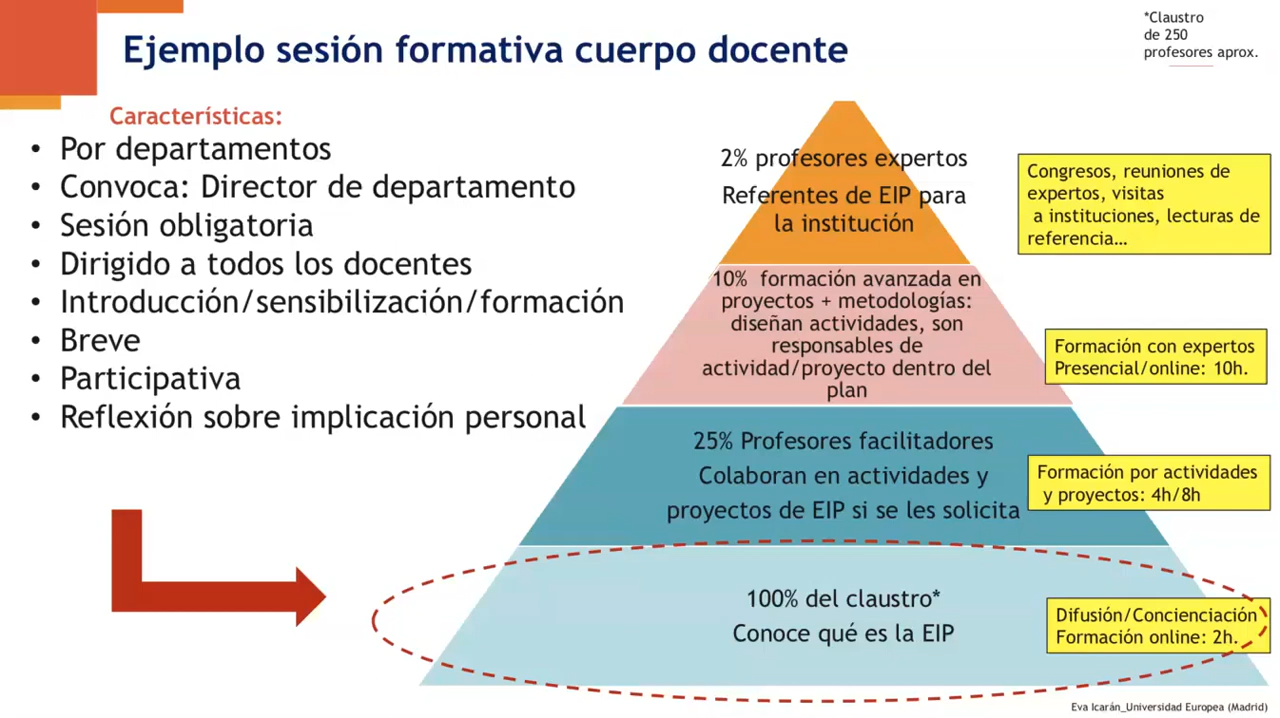 *Claustro
de 250
profesores aprox.
Ejemplo sesión formativa cuerpo docente
Características:
• Por departamentos
• Convoca: Director de departamento
• Sesión obligatoria
• Dirigido a todos los docentes
• Introducción/sensibilización/formación
• Breve
• Participativa
• Reflexión sobre implicación personal
2% profesores expertos
Referentes de EIP para
la institución
Congresos, reuniones de
expertos, visitas
a instituciones, lecturas de
referencia…
10% formación avanzada en
proyectos + metodologías:
diseñan actividades, son
responsables de
actividad/proyecto dentro del
plan
Formación con expertos
Presencial/online: 10h.
25% Profesores facilitadores
Colaboran en actividades y
proyectos de EIP si se les solicita
Formación por actividades
y proyectos: 4h/8h
100% del claustro*
Conoce qué es la EIP
Difusión/Concienciación
Formación online: 2h.
Eva Icarán_Universidad Europea (Madrid)